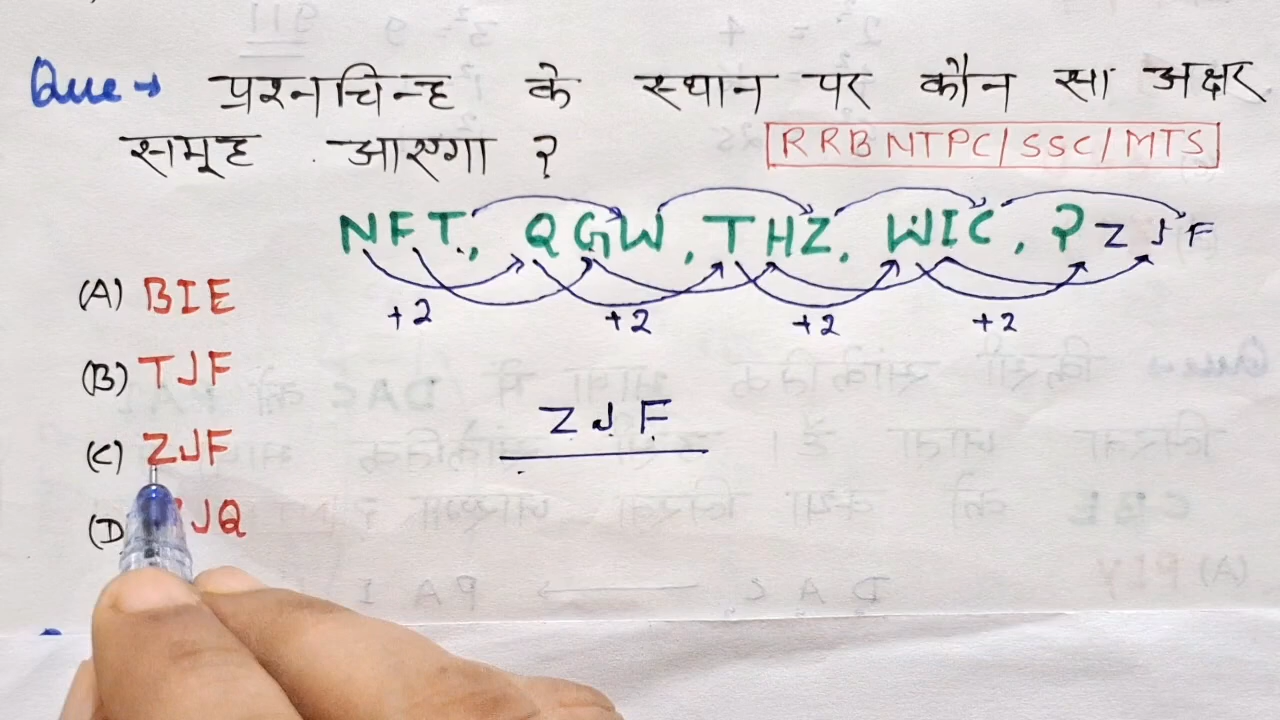 Que → प्रश्नचिन्ह के स्थान पर कौन सा अक्षर
समूह आएगा ?
RRB NTPC/SSC/MTS
NFT, QGW, THZ, WIC, ? ZJF
+2 +2 +2 +2
(A) BIE
(B) TJF
(C) ZJF
(D) JQ
ZJF